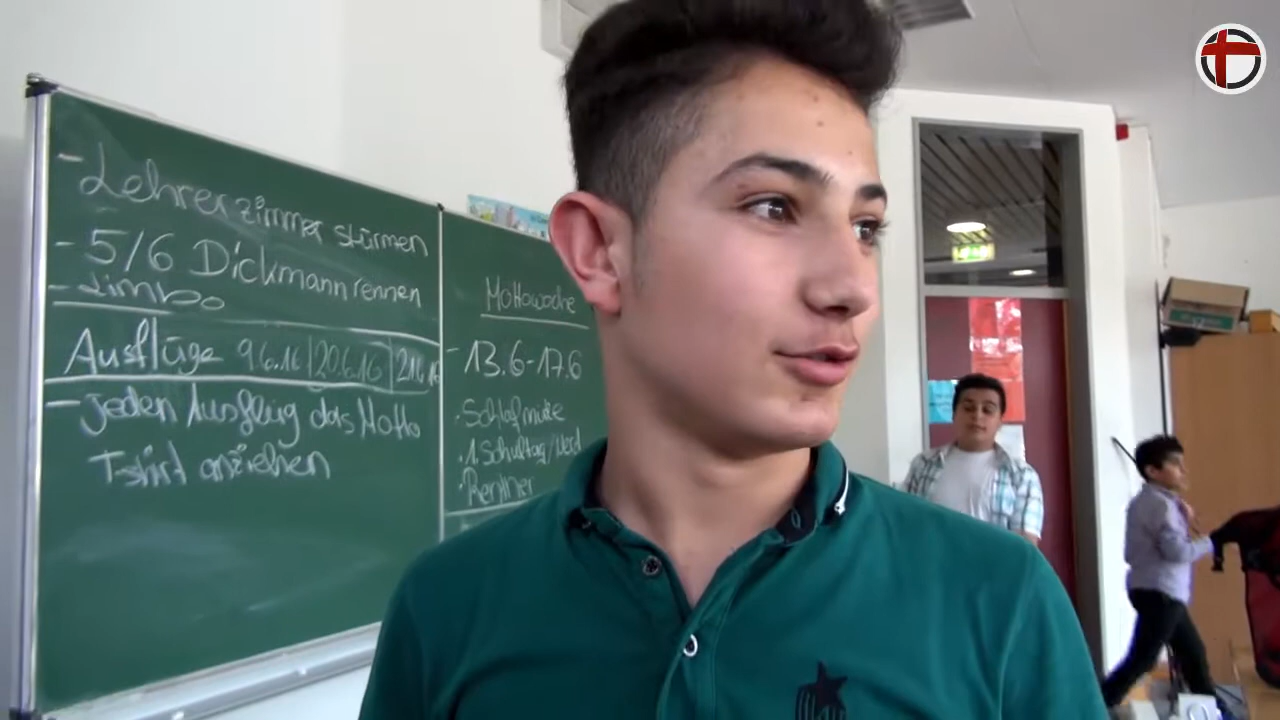 - Lehrerzimmer stürmen
- 5/6 Dickmann rennen
- Limbo
Ausflüge 9.6.16 | 20.6.16 | 21.6.16
- jeden Ausflug das Motto
T-shirt anziehen
Mottowoche
- 13.6-17.6
· Schlafmütze
· 1. Schultag/
· Rentner